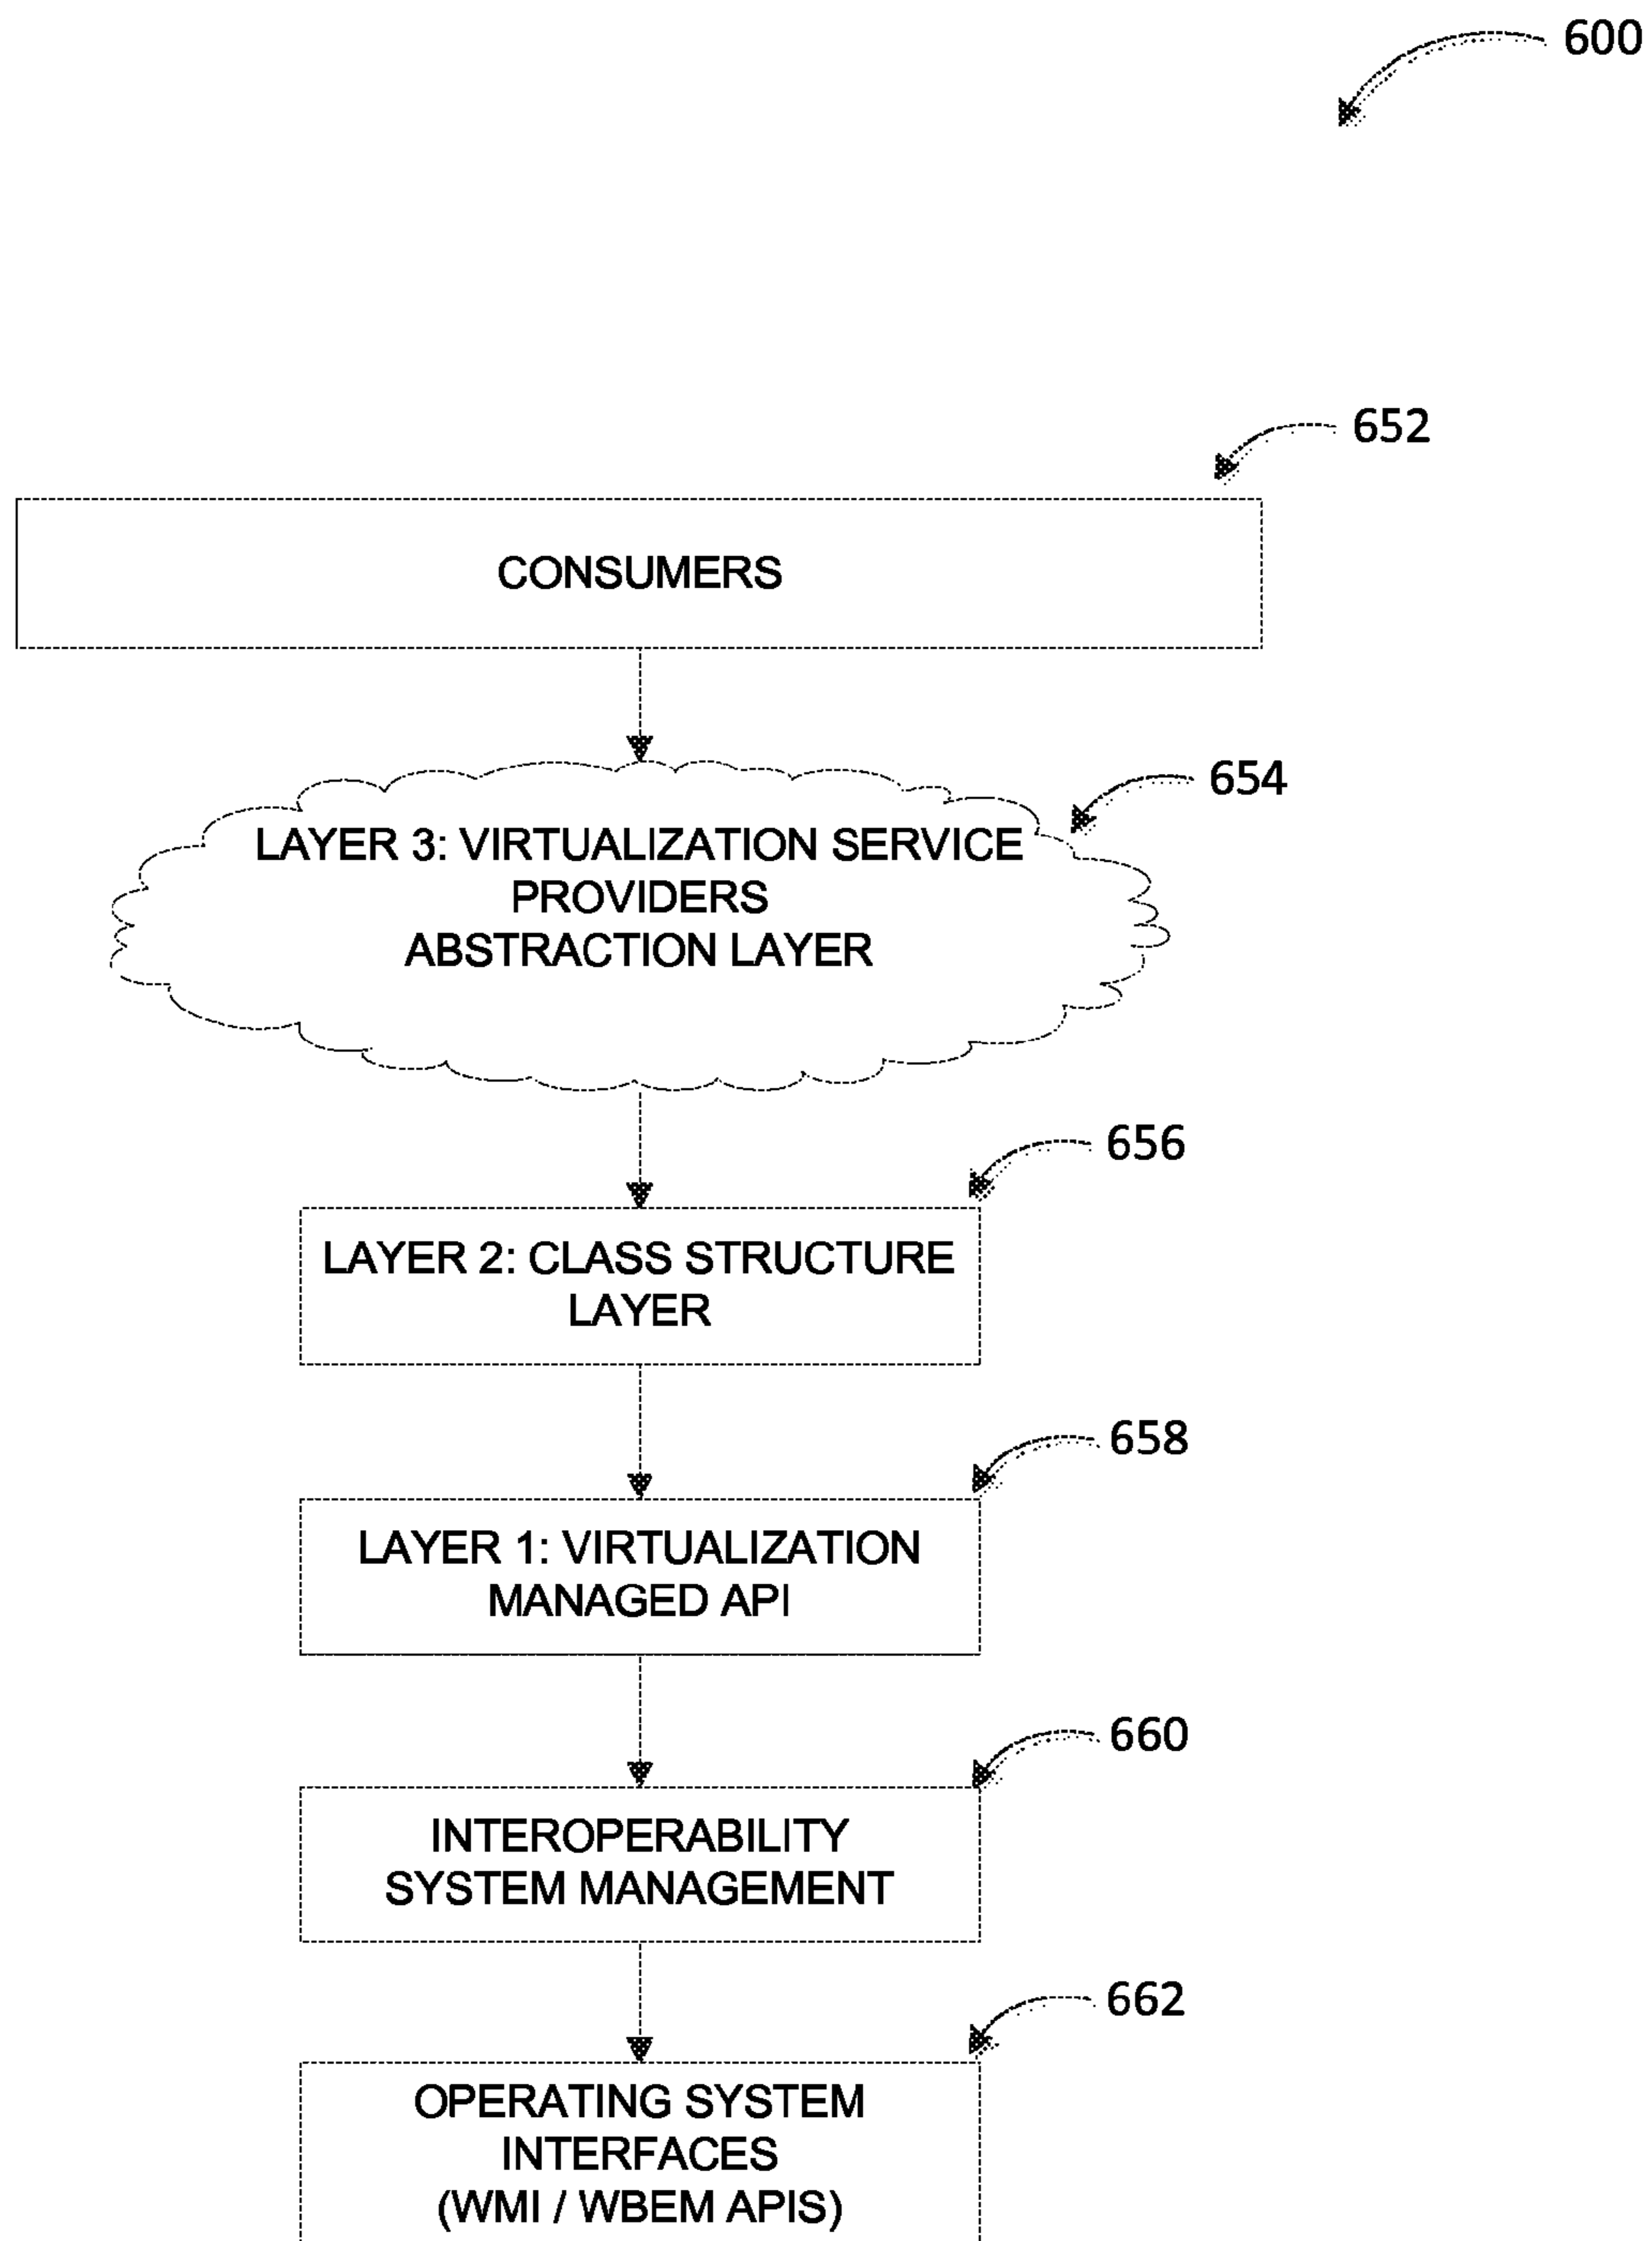 600
652
CONSUMERS
654
LAYER 3: VIRTUALIZATION SERVICE
PROVIDERS
ABSTRACTION LAYER
656
LAYER 2: CLASS STRUCTURE
LAYER
658
LAYER 1: VIRTUALIZATION
MANAGED API
660
INTEROPERABILITY
SYSTEM MANAGEMENT
662
OPERATING SYSTEM
INTERFACES
(WMI / WBEM APIS)